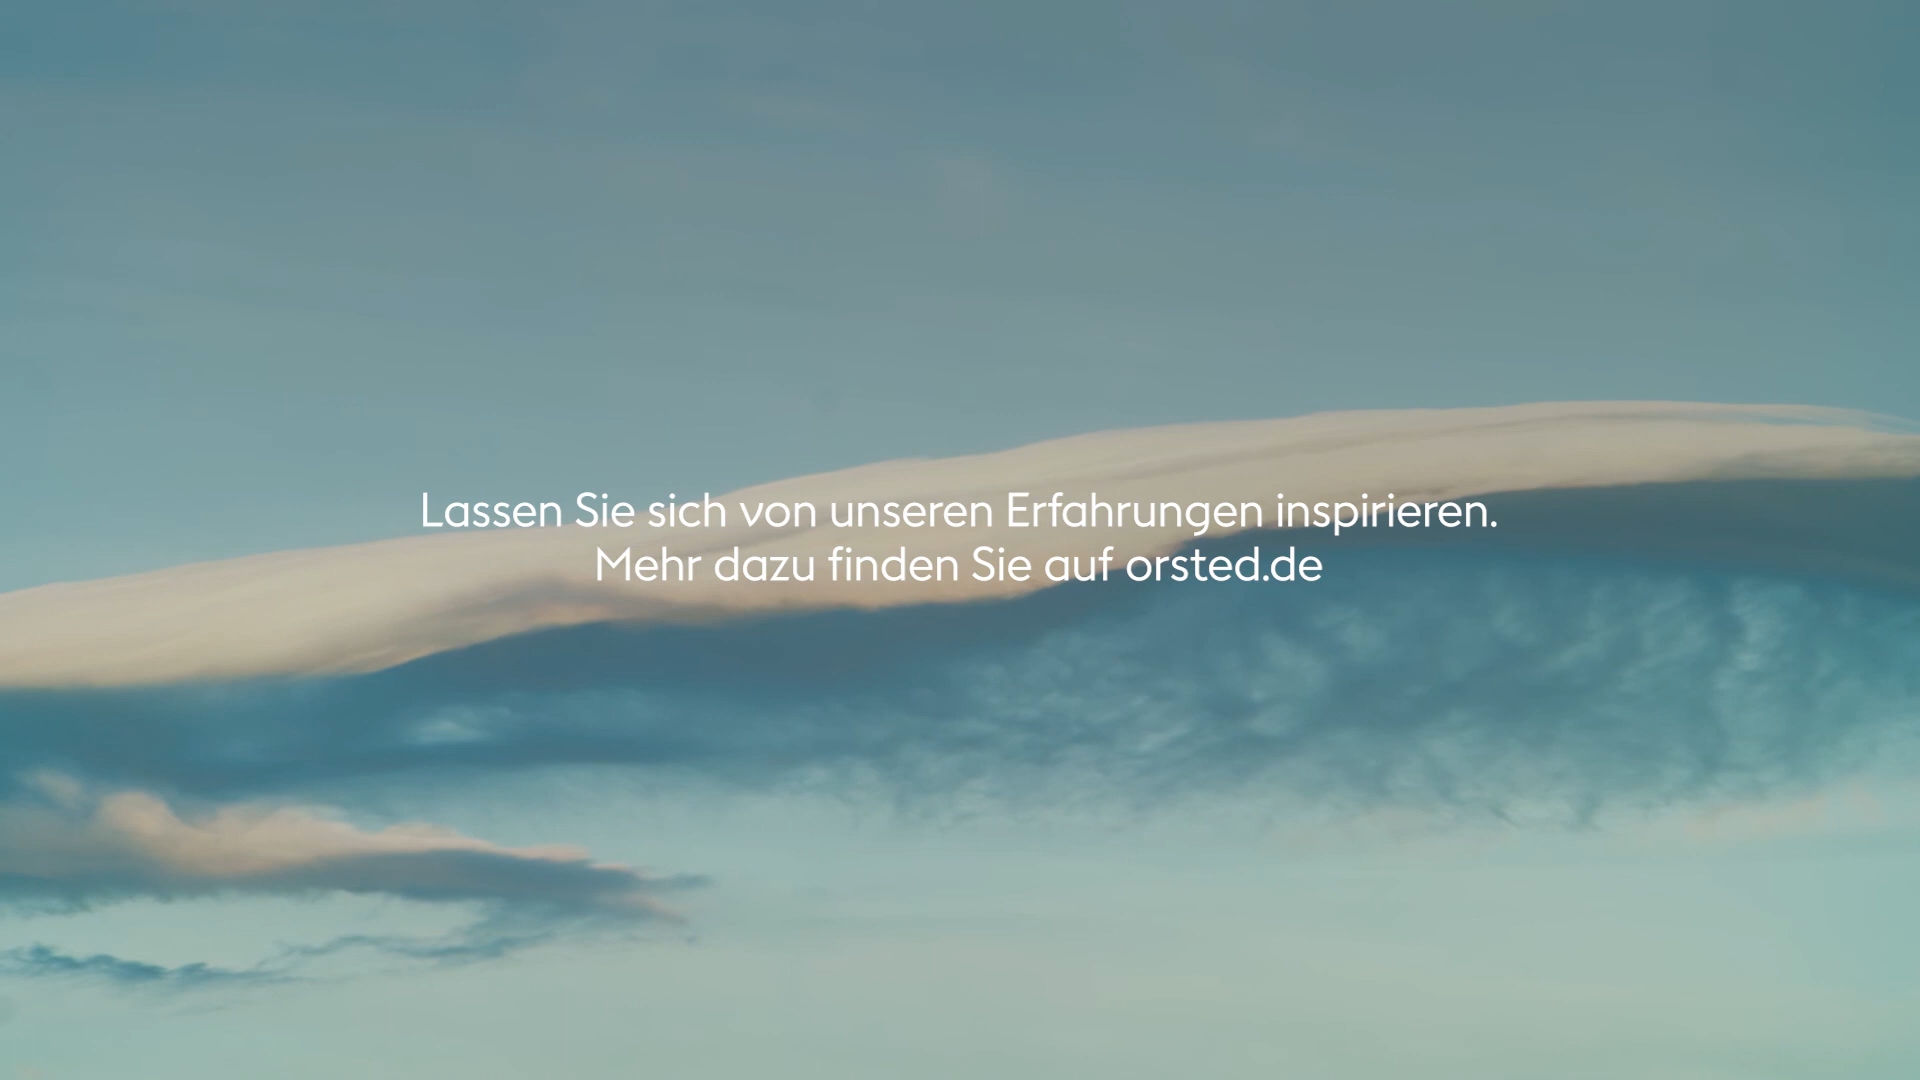 Lassen Sie sich von unseren Erfahrungen inspirieren.
Mehr dazu finden Sie auf orsted.de